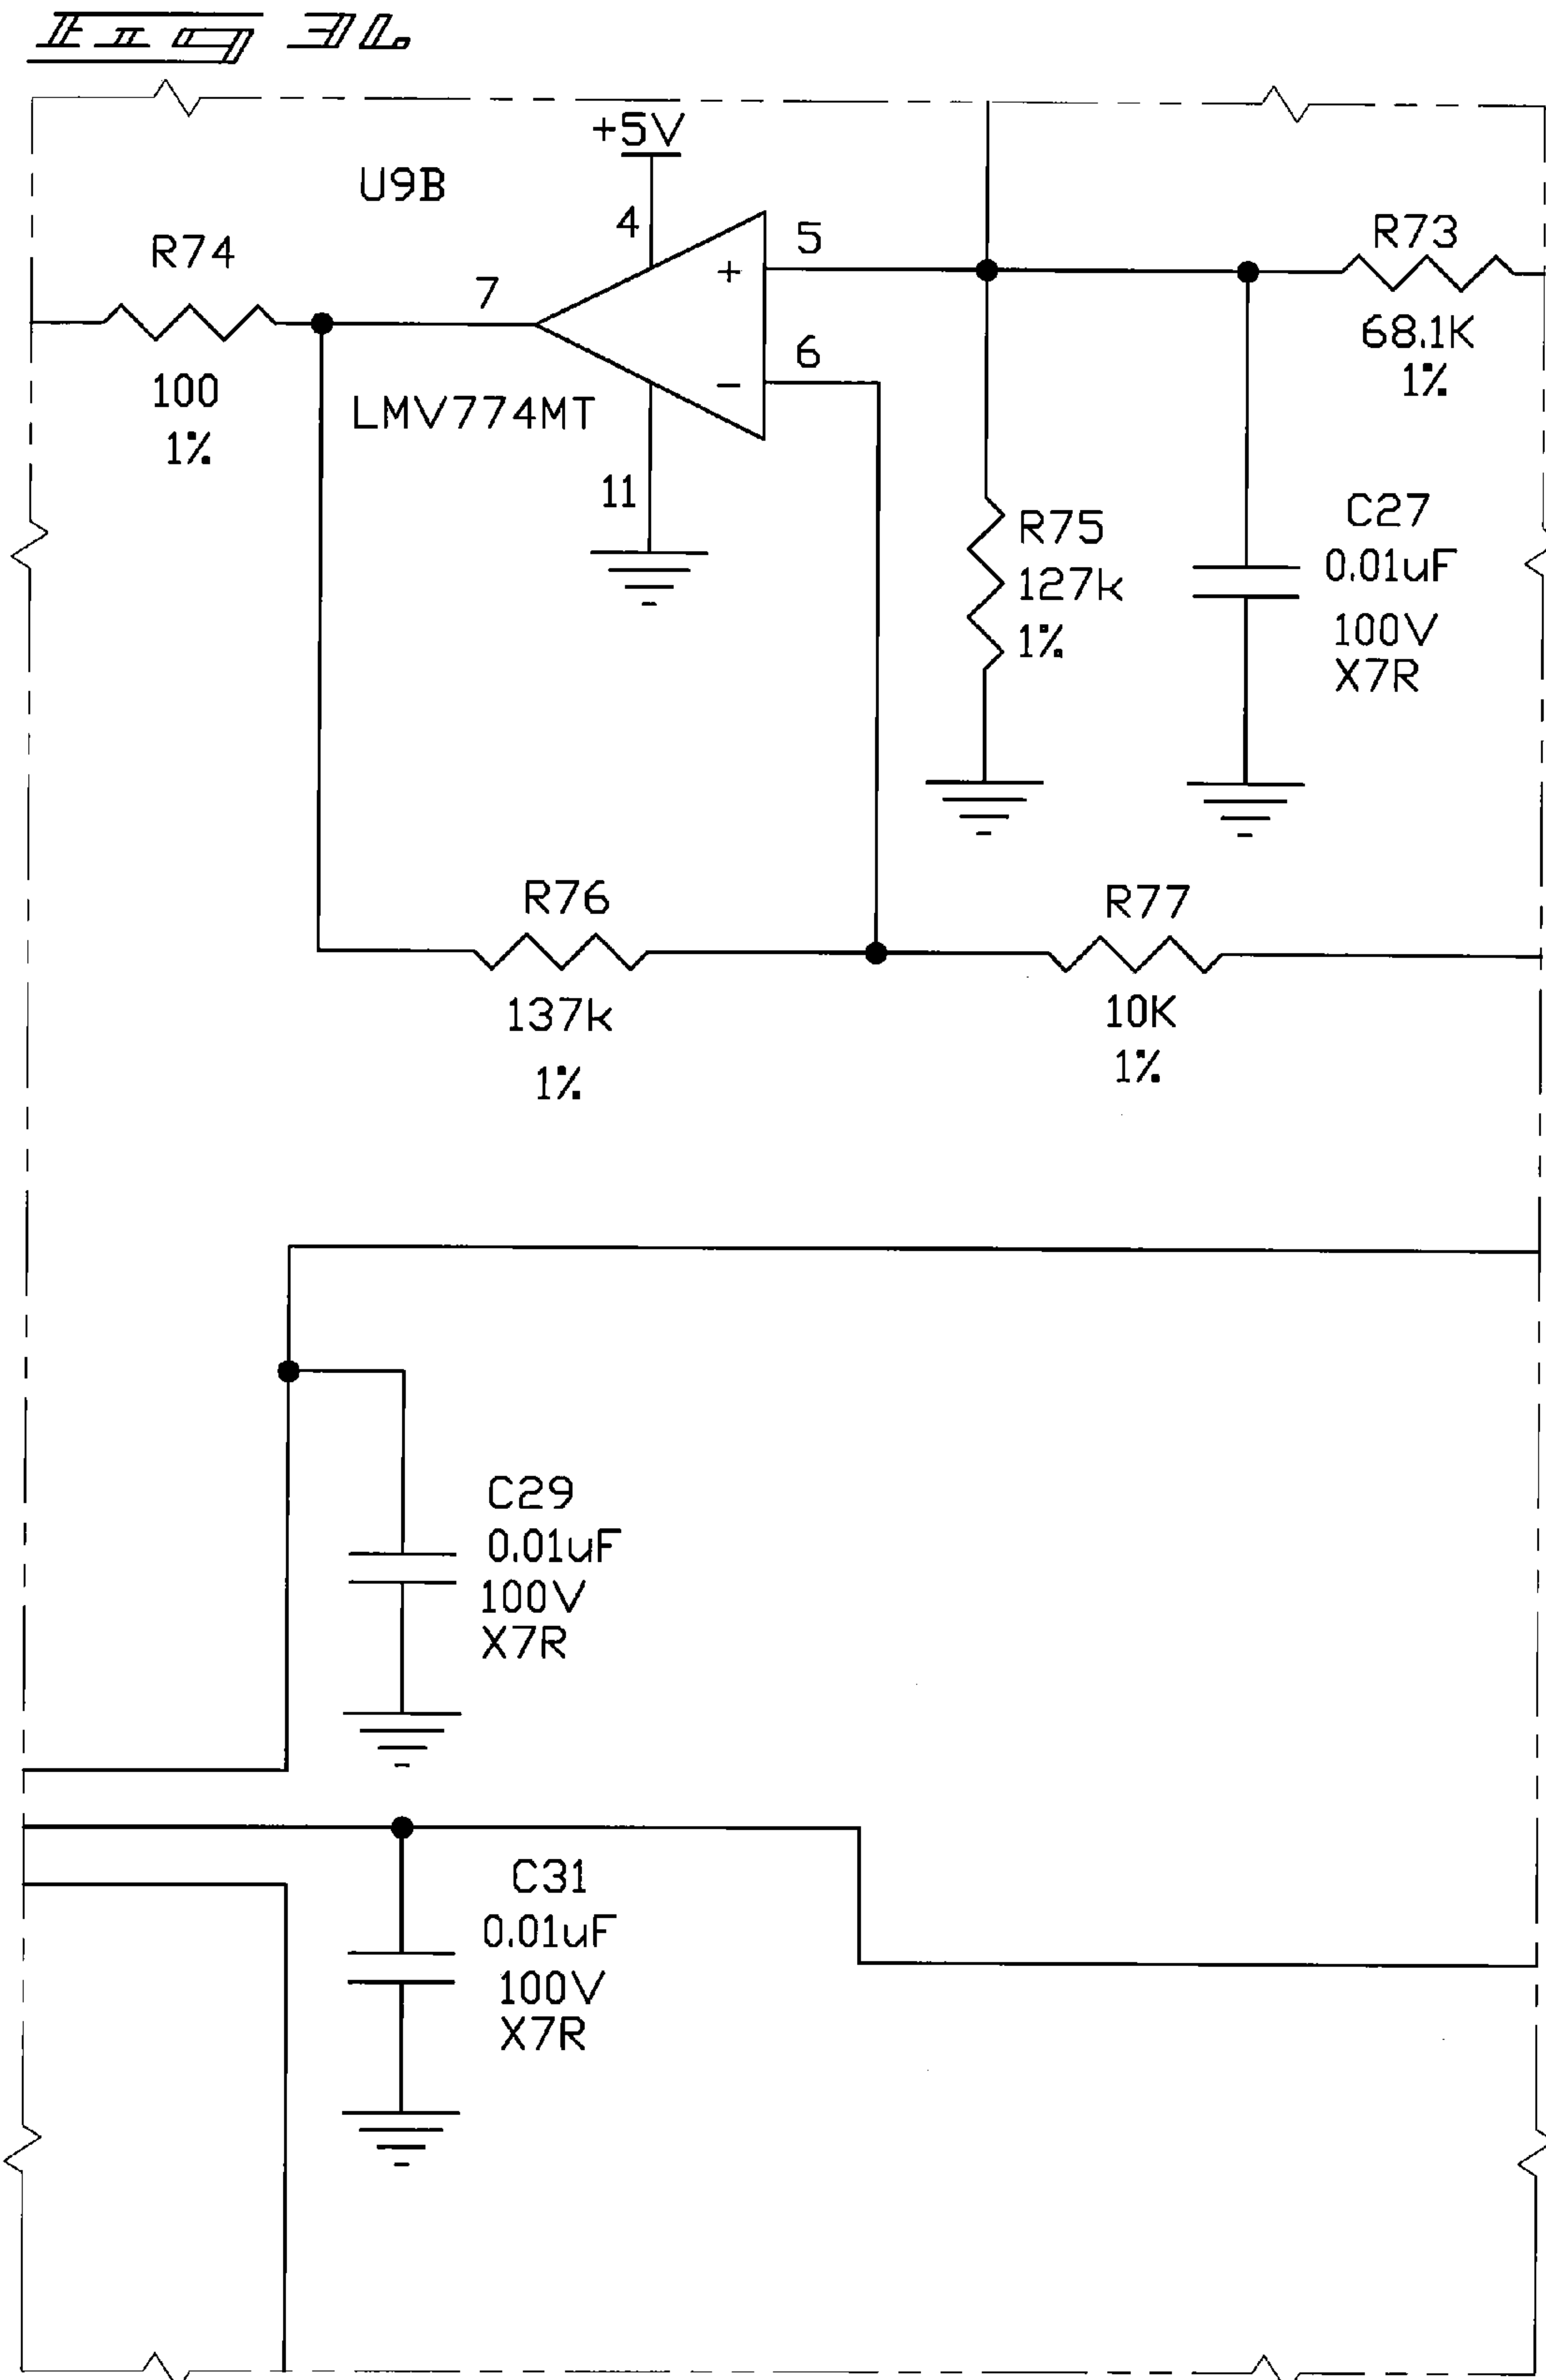 Fig 3L
+5V
U9B
4
R74
7
+
5
R73
100
1%
LMV774MT
-
6
68.1K
1%
11
R75
127k
1%
C27
0.01uF
100V
X7R
R76
137k
1%
R77
10K
1%
C29
0.01uF
100V
X7R
C31
0.01uF
100V
X7R